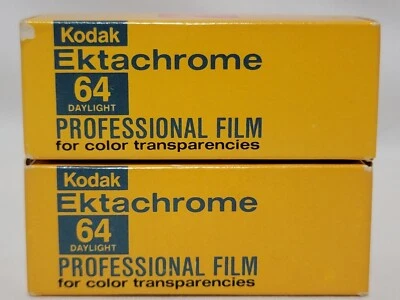 Kodak
Ektachrome
64
DAYLIGHT
PROFESSIONAL FILM
for color transparencies
Kodak
Ektachrome
64
DAYLIGHT
PROFESSIONAL FILM
for color transparencies